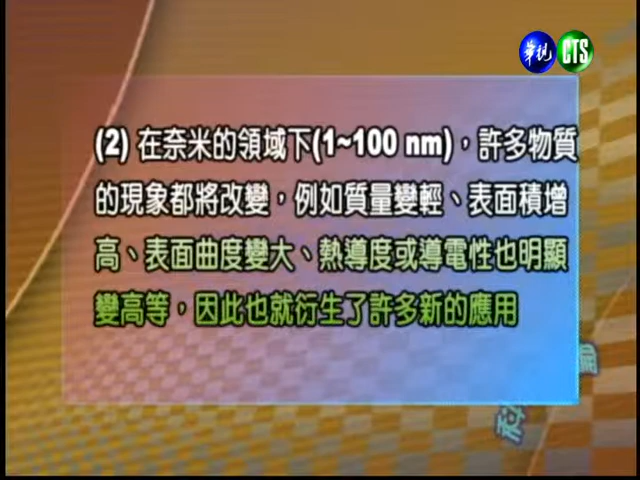 華視 CTS
(2) 在奈米的領域下(1~100 nm)，許多物質
的現象都將改變，例如質量變輕、表面積增
高、表面曲度變大、熱導度或導電性也明顯
變高等，因此也就衍生了許多新的應用